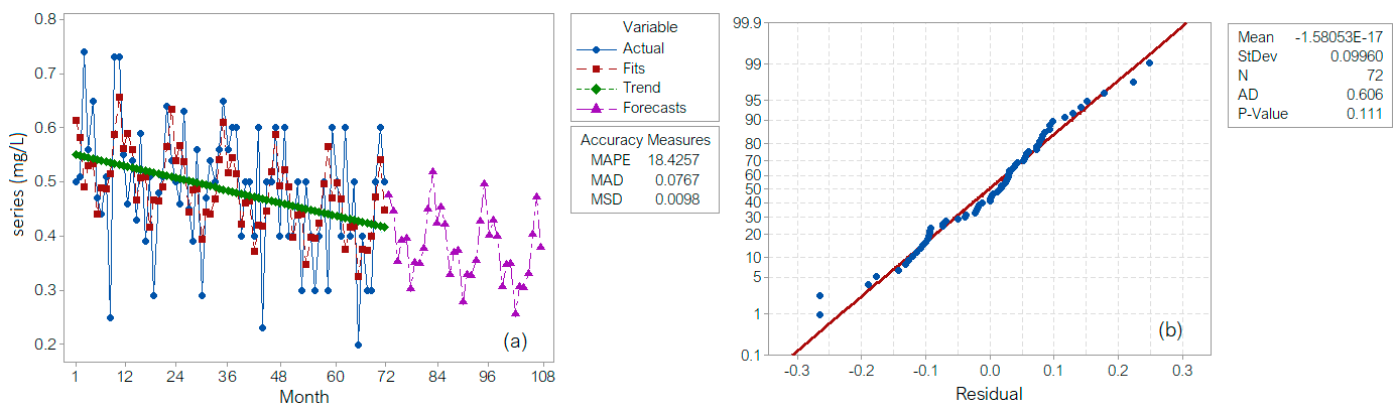 0.8
0.7
0.6
0.5
0.4
0.3
0.2
series (mg/L)
1 12 24 36 48 60 72 84 96 108
Month
(a)
Variable
Actual
Fits
Trend
Forecasts
Accuracy Measures
MAPE 18.4257
MAD 0.0767
MSD 0.0098
99.9
99
95
90
80
70
60
50
40
30
20
10
5
1
0.1
-0.3 -0.2 -0.1 0.0 0.1 0.2 0.3
Residual
(b)
Mean -1.58053E-17
StDev 0.09960
N 72
AD 0.606
P-Value 0.111